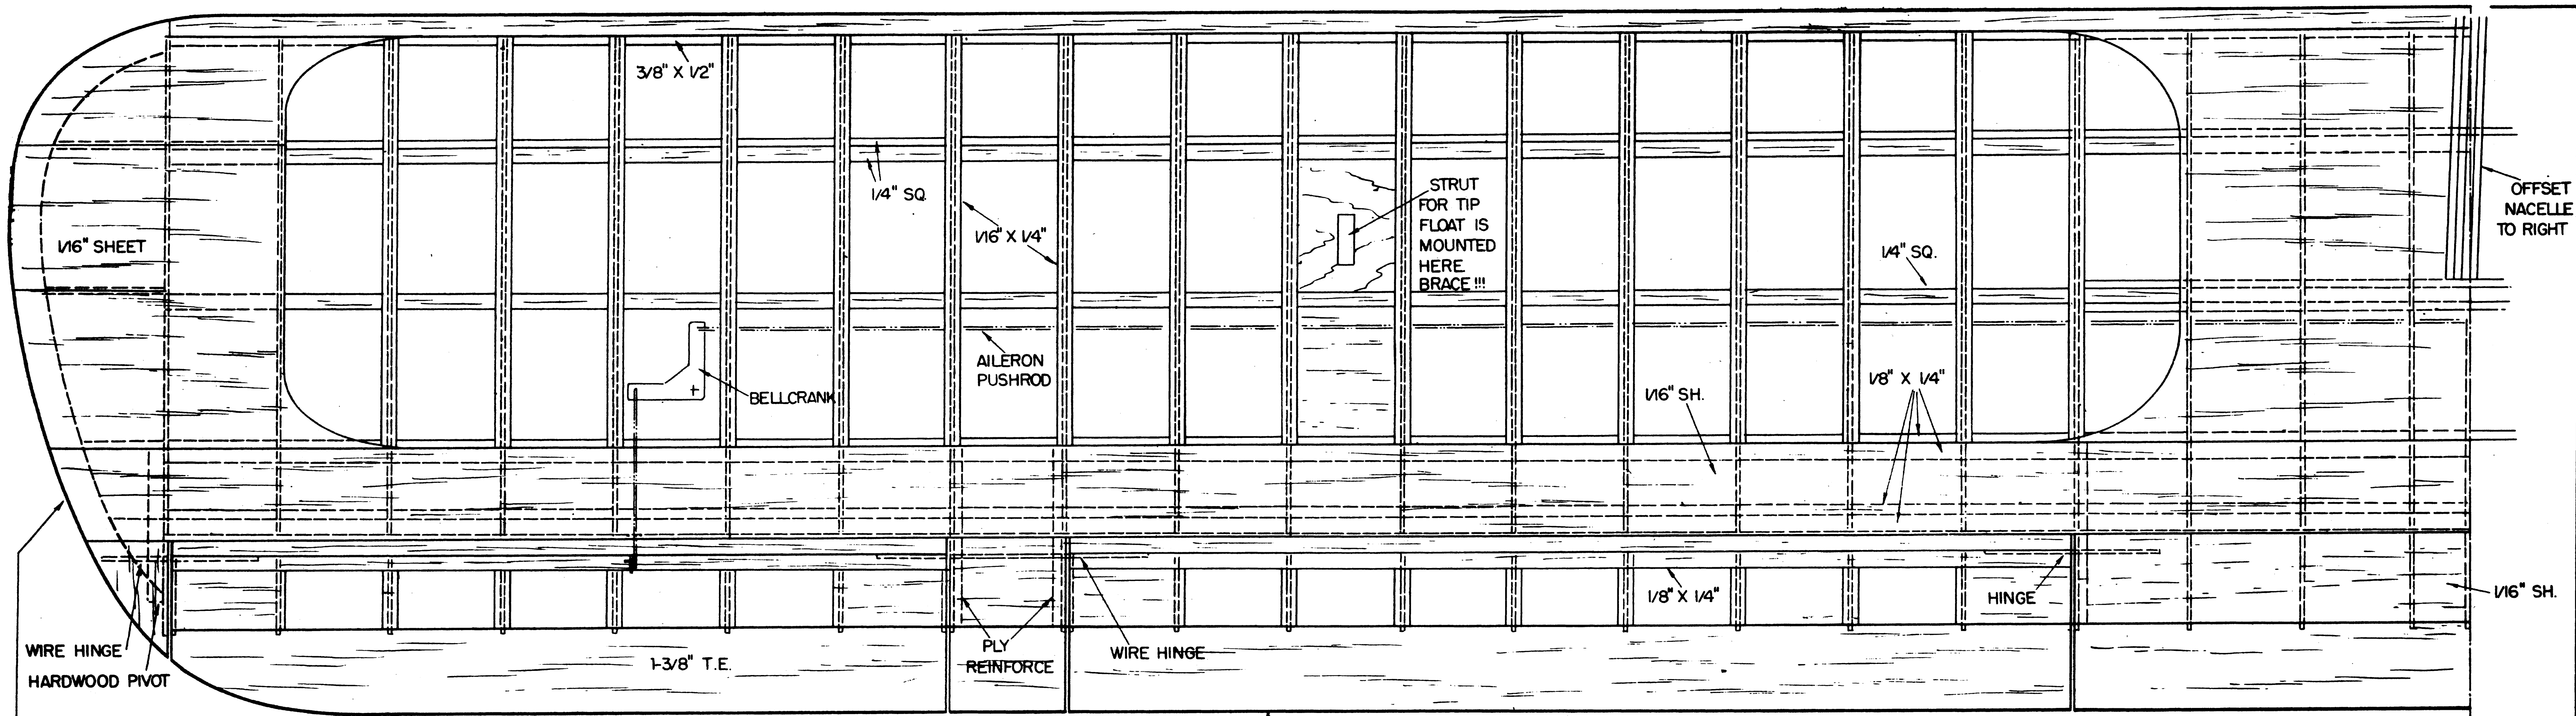 3/8" X 1/2"
1/4" SQ.
1/16" X 1/4"
STRUT
FOR TIP
FLOAT IS
MOUNTED
HERE
BRACE!!!
OFFSET
NACELLE
TO RIGHT
1/16" SHEET
1/4" SQ.
AILERON
PUSHROD
BELLCRANK
1/16" SH.
1/8" X 1/4"
WIRE HINGE
HARDWOOD PIVOT
1-3/8" T.E.
PLY
REINFORCE
WIRE HINGE
1/8" X 1/4"
HINGE
1/16" SH.